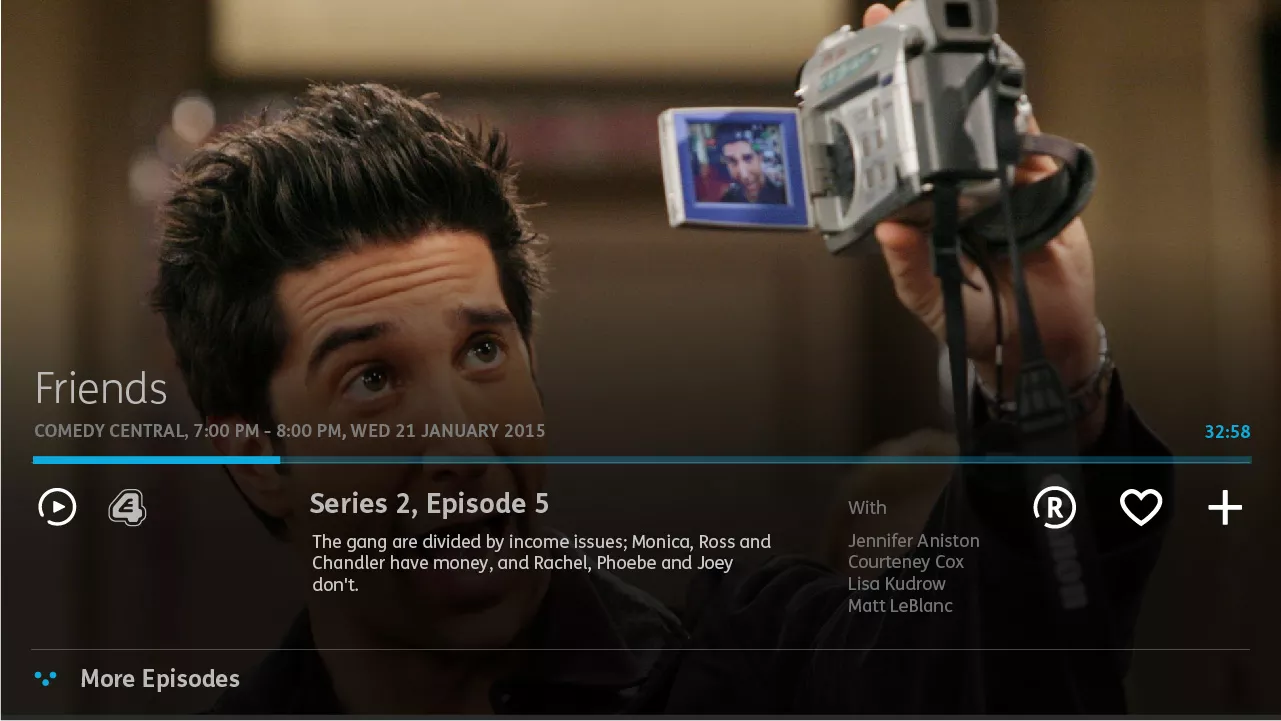 Friends
COMEDY CENTRAL, 7:00 PM - 8:00 PM, WED 21 JANUARY 2015
32:58
4
Series 2, Episode 5
The gang are divided by income issues; Monica, Ross and
Chandler have money, and Rachel, Phoebe and Joey
don't.
With
Jennifer Aniston
Courteney Cox
Lisa Kudrow
Matt LeBlanc
R
More Episodes